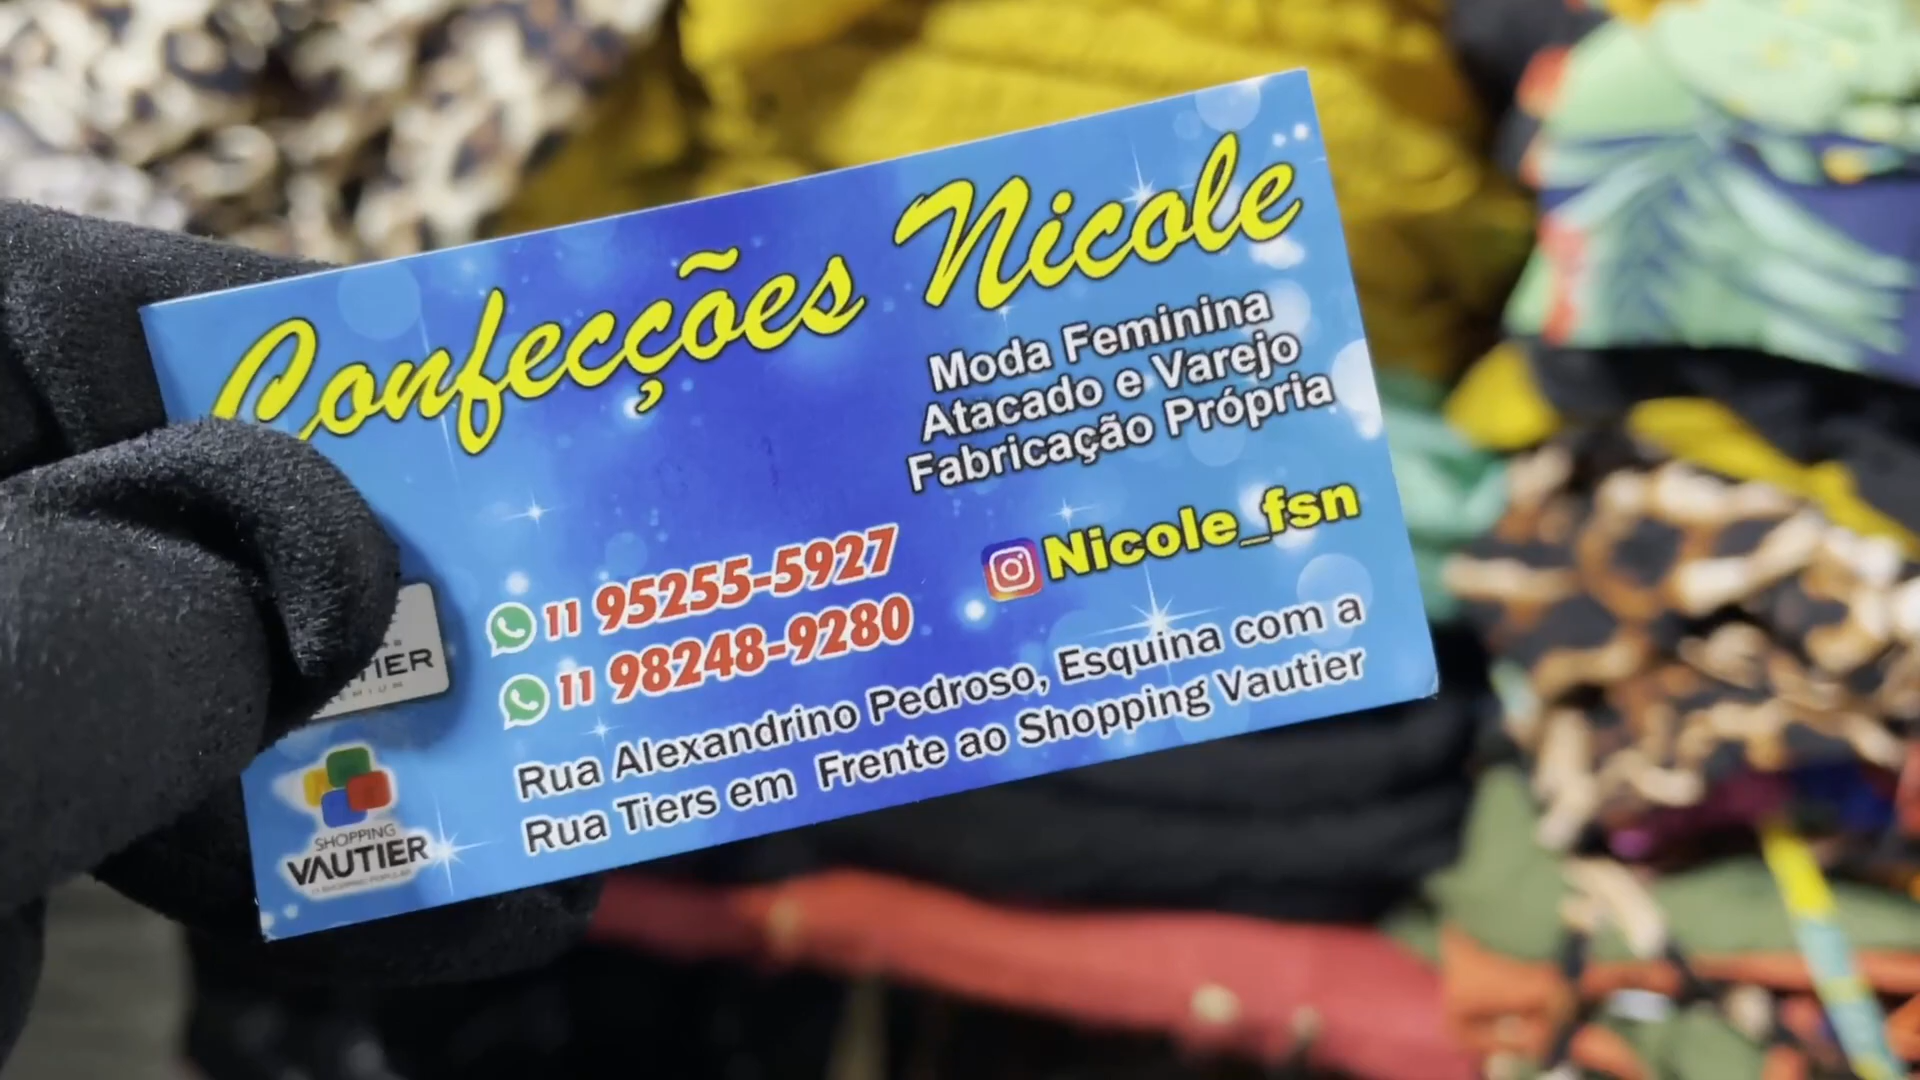 Confecções Nicole
Moda Feminina
Atacado e Varejo
Fabricação Própria
11 95255-5927
11 98248-9280
Nicole_fsn
Rua Alexandrino Pedroso, Esquina com a
Rua Tiers em Frente ao Shopping Vautier
SHOPPING
VAUTIER